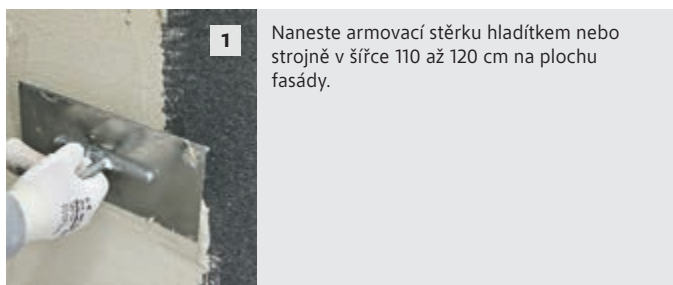 1
Naneste armovací stěrku hladítkem nebo
strojně v šířce 110 až 120 cm na plochu
fasády.